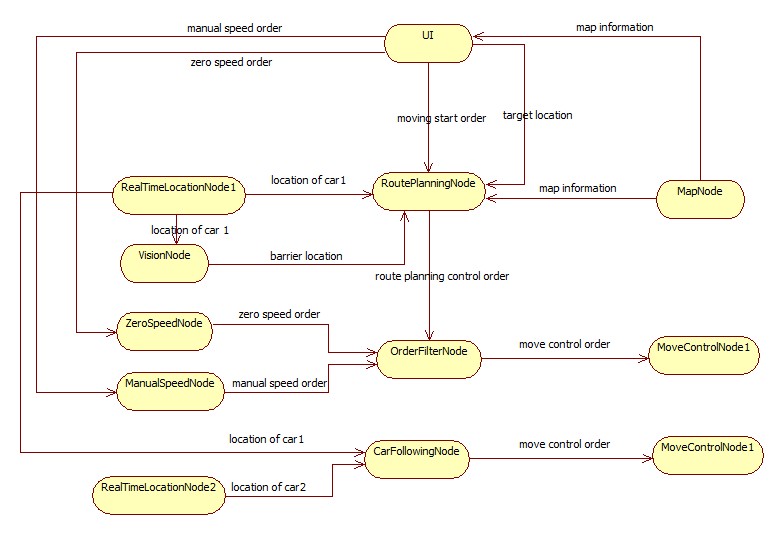 manual speed order
UI
map information
zero speed order
moving start order
target location
RealTimeLocationNode1
location of car1
RoutePlanningNode
map information
MapNode
location of car 1
VisionNode
barrier location
route planning control order
ZeroSpeedNode
zero speed order
OrderFilterNode
move control order
MoveControlNode1
ManualSpeedNode
manual speed order
location of car1
CarFollowingNode
move control order
MoveControlNode1
RealTimeLocationNode2
location of car2